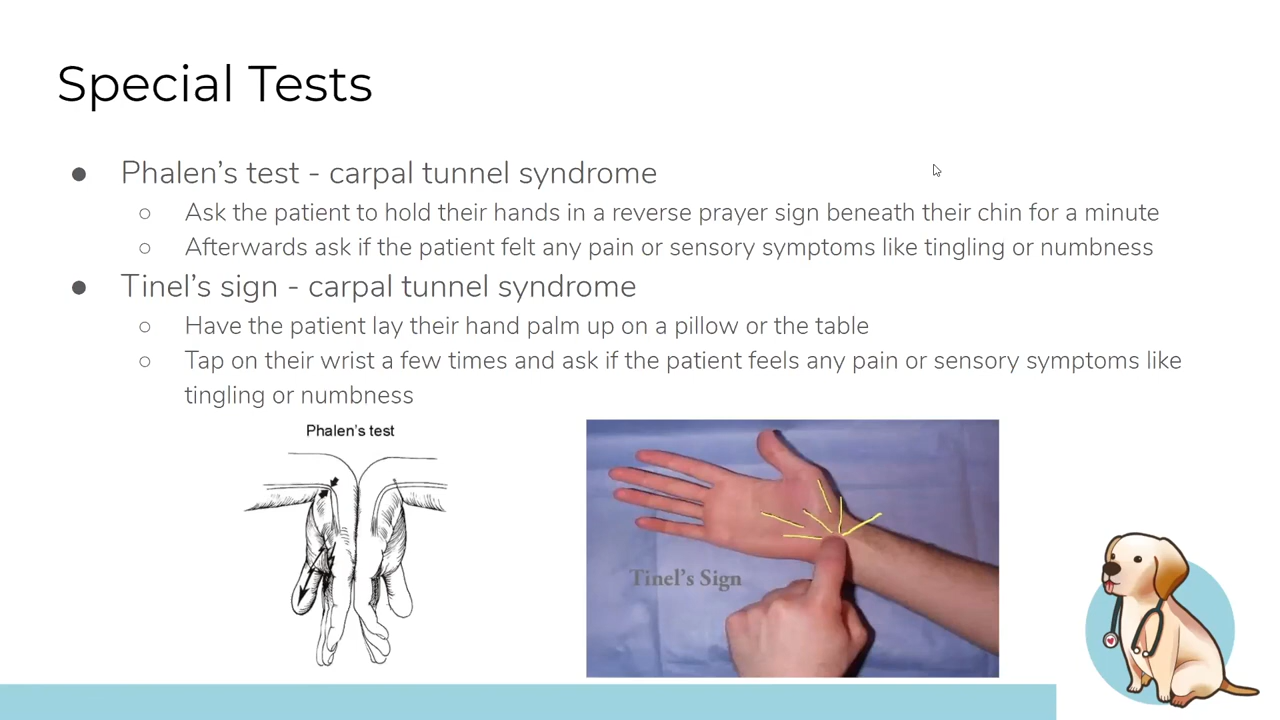 Special Tests
● Phalen's test - carpal tunnel syndrome
○ Ask the patient to hold their hands in a reverse prayer sign beneath their chin for a minute
○ Afterwards ask if the patient felt any pain or sensory symptoms like tingling or numbness
● Tinel's sign - carpal tunnel syndrome
○ Have the patient lay their hand palm up on a pillow or the table
○ Tap on their wrist a few times and ask if the patient feels any pain or sensory symptoms like
tingling or numbness
Phalen's test
Tinel's Sign